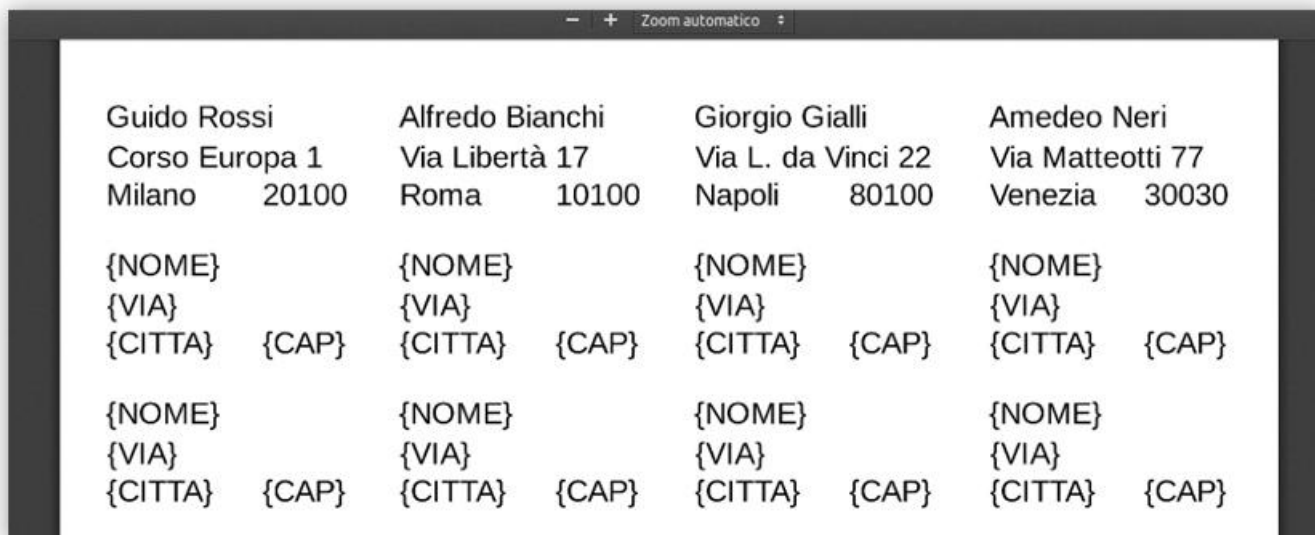 − + Zoom automatico
Guido Rossi Alfredo Bianchi Giorgio Gialli Amedeo Neri
Corso Europa 1 Via Libertà 17 Via L. da Vinci 22 Via Matteotti 77
Milano 20100 Roma 10100 Napoli 80100 Venezia 30030
{NOME} {NOME} {NOME} {NOME}
{VIA} {VIA} {VIA} {VIA}
{CITTA} {CAP} {CITTA} {CAP} {CITTA} {CAP} {CITTA} {CAP}
{NOME} {NOME} {NOME} {NOME}
{VIA} {VIA} {VIA} {VIA}
{CITTA} {CAP} {CITTA} {CAP} {CITTA} {CAP} {CITTA} {CAP}